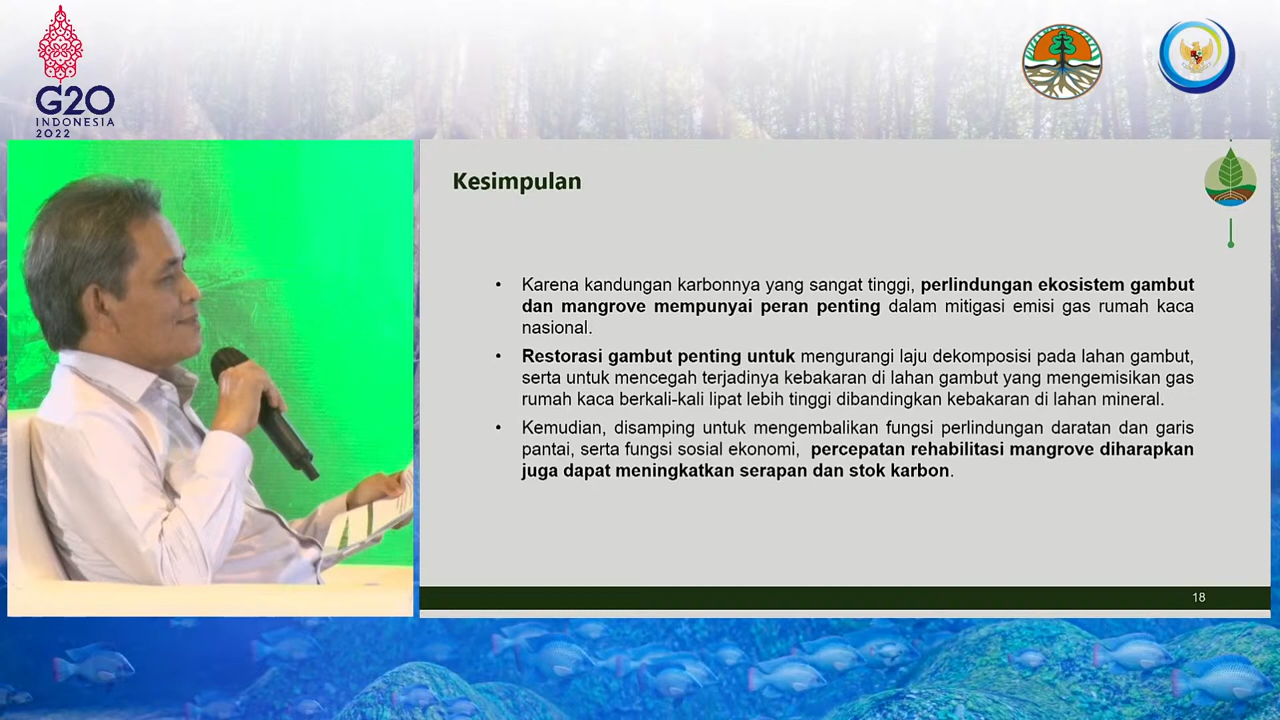 G20
INDONESIA
2022
Kesimpulan
• Karena kandungan karbonnya yang sangat tinggi, perlindungan ekosistem gambut
dan mangrove mempunyai peran penting dalam mitigasi emisi gas rumah kaca
nasional.
• Restorasi gambut penting untuk mengurangi laju dekomposisi pada lahan gambut,
serta untuk mencegah terjadinya kebakaran di lahan gambut yang mengemisikan gas
rumah kaca berkali-kali lipat lebih tinggi dibandingkan kebakaran di lahan mineral.
• Kemudian, disamping untuk mengembalikan fungsi perlindungan daratan dan garis
pantai, serta fungsi sosial ekonomi, percepatan rehabilitasi mangrove diharapkan
juga dapat meningkatkan serapan dan stok karbon.
18